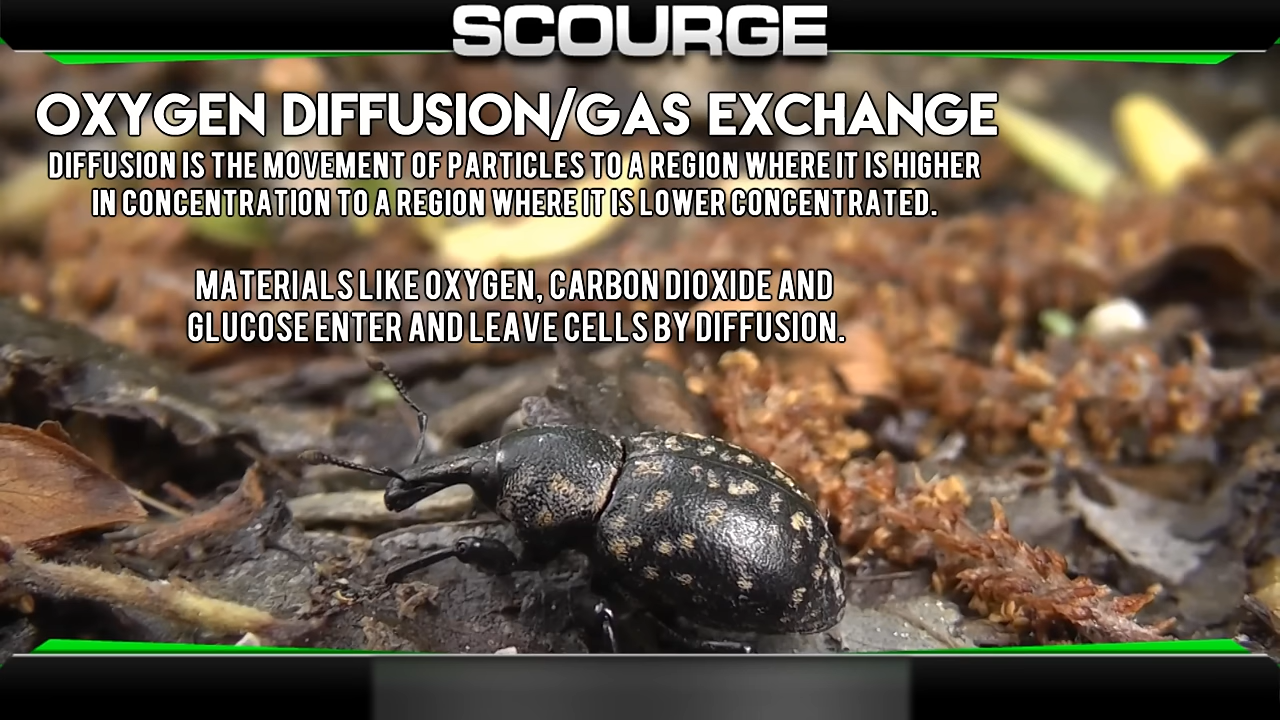 SCOURGE
OXYGEN DIFFUSION/GAS EXCHANGE
DIFFUSION IS THE MOVEMENT OF PARTICLES TO A REGION WHERE IT IS HIGHER
IN CONCENTRATION TO A REGION WHERE IT IS LOWER CONCENTRATED.
MATERIALS LIKE OXYGEN, CARBON DIOXIDE AND
GLUCOSE ENTER AND LEAVE CELLS BY DIFFUSION.